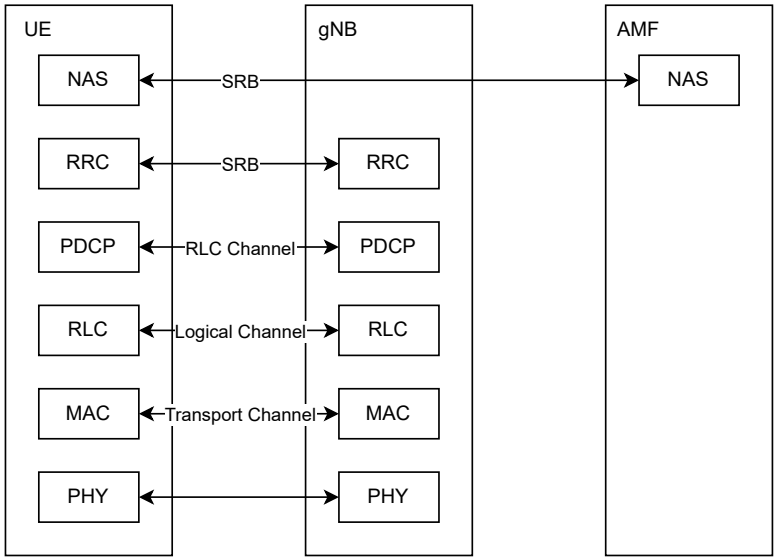 UE
gNB
AMF
NAS
SRB
NAS
RRC
SRB
RRC
PDCP
RLC Channel
PDCP
RLC
Logical Channel
RLC
MAC
Transport Channel
MAC
PHY
PHY